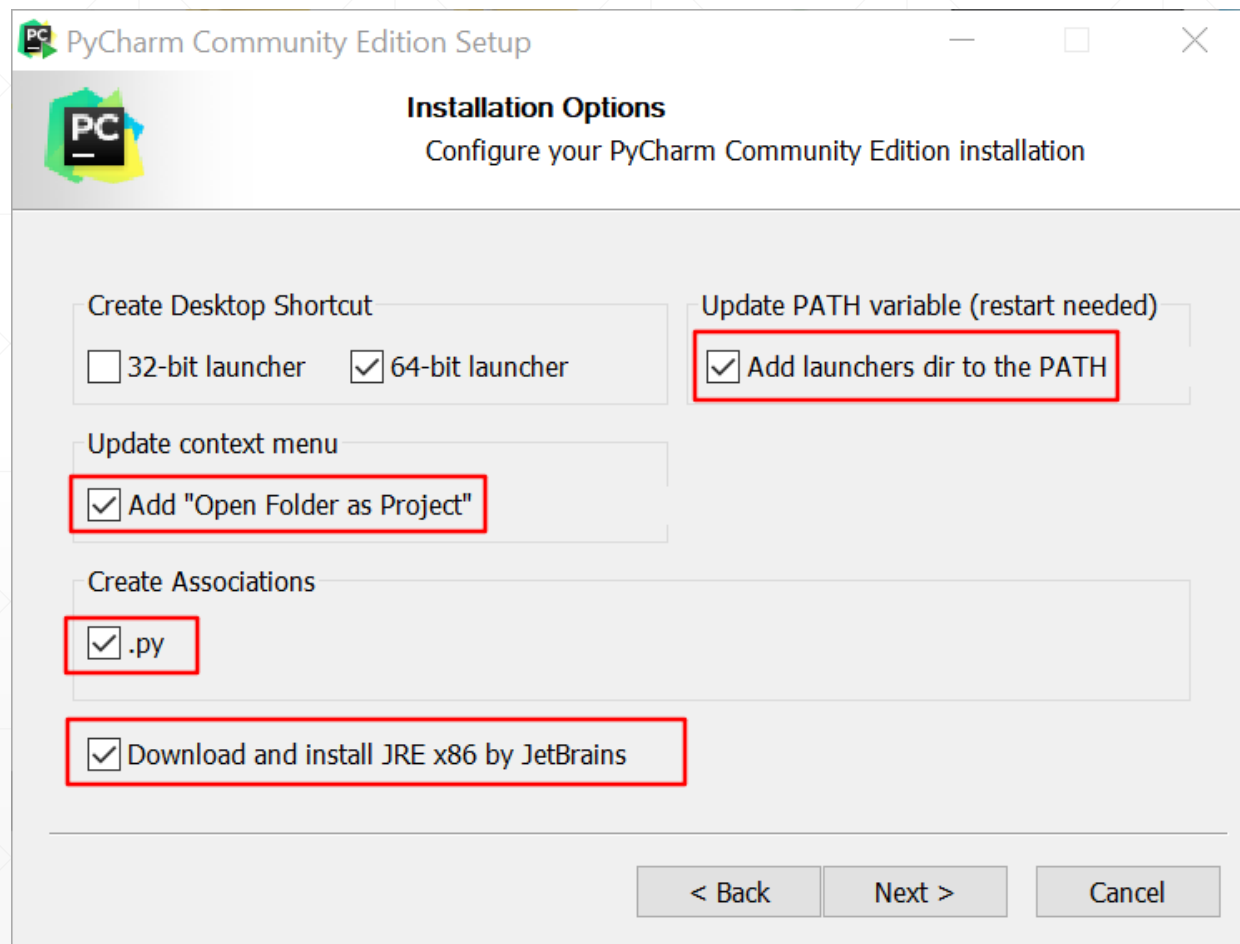 PC
PyCharm Community Edition Setup
PC
Installation Options
Configure your PyCharm Community Edition installation
Create Desktop Shortcut
32-bit launcher
64-bit launcher
Update PATH variable (restart needed)
Add launchers dir to the PATH
Update context menu
Add "Open Folder as Project"
Create Associations
.py
Download and install JRE x86 by JetBrains
< Back
Next >
Cancel